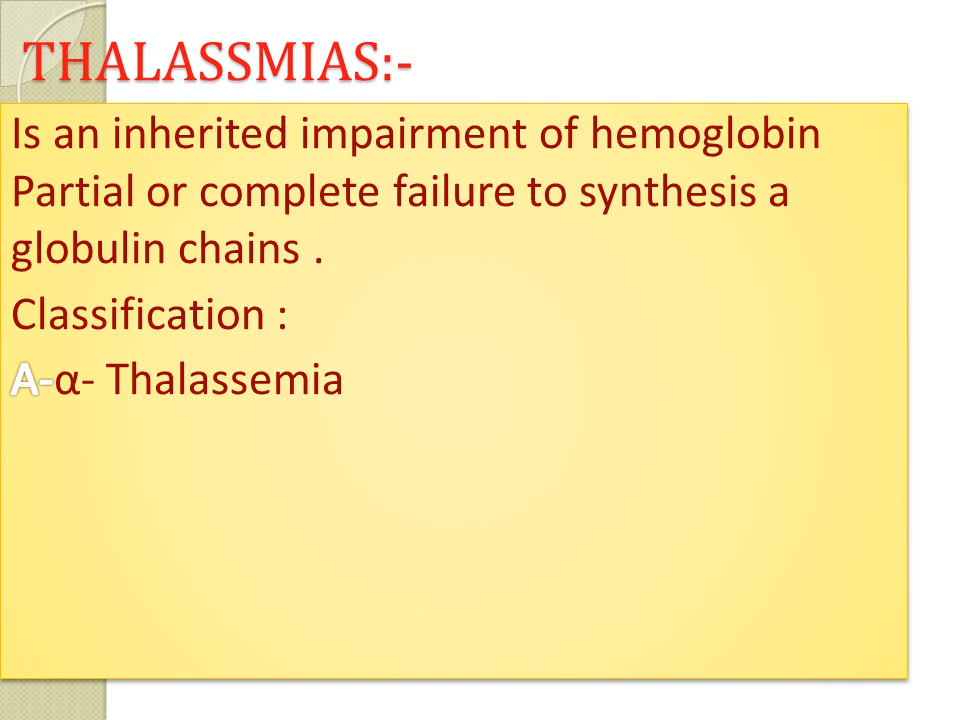 THALASSMIAS:-
Is an inherited impairment of hemoglobin
Partial or complete failure to synthesis a
globulin chains .
Classification :
A-α- Thalassemia